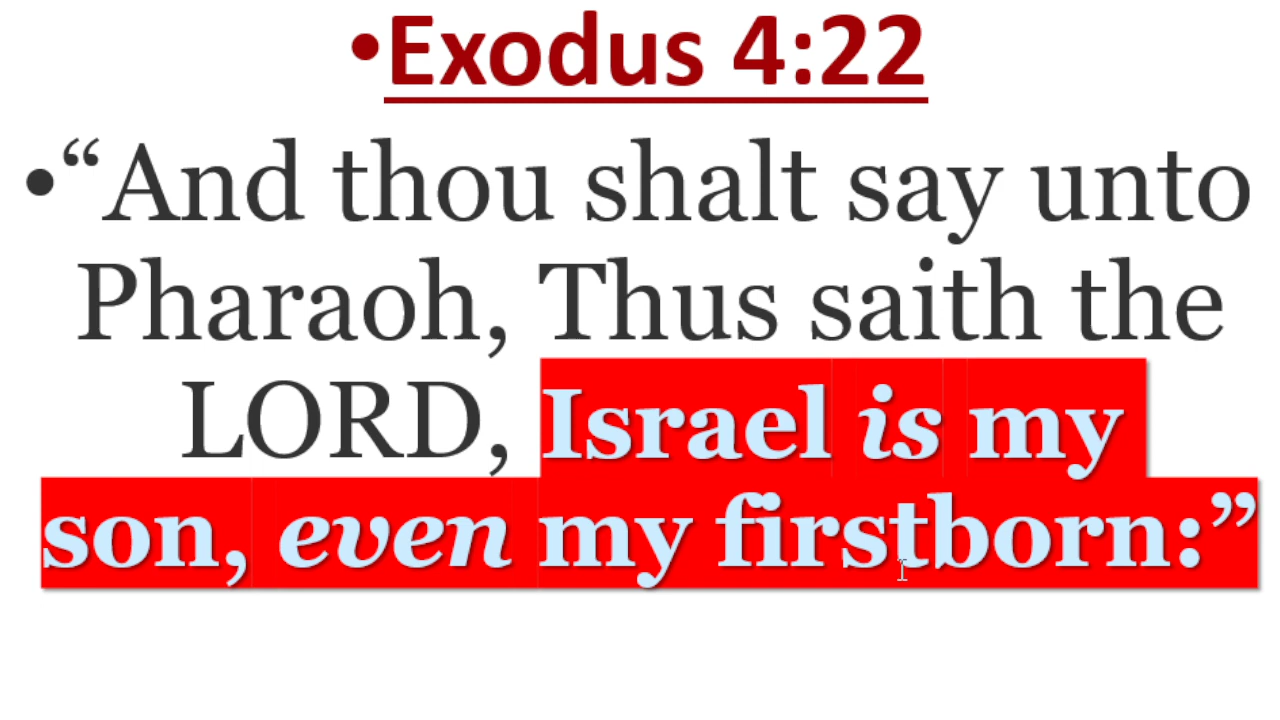 •Exodus 4:22
•“And thou shalt say unto
Pharaoh, Thus saith the
LORD, Israel is my
son, even my firstborn:”